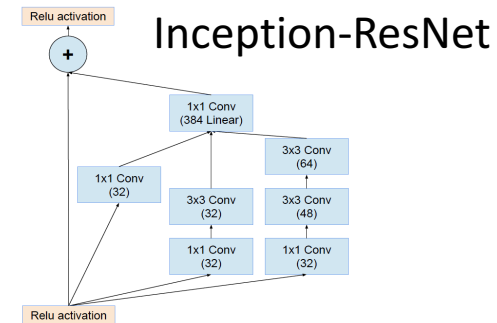 Relu activation
Inception-ResNet
+
1x1 Conv
(384 Linear)
3x3 Conv
(64)
1x1 Conv
(32)
3x3 Conv
(32)
3x3 Conv
(48)
1x1 Conv
(32)
1x1 Conv
(32)
Relu activation